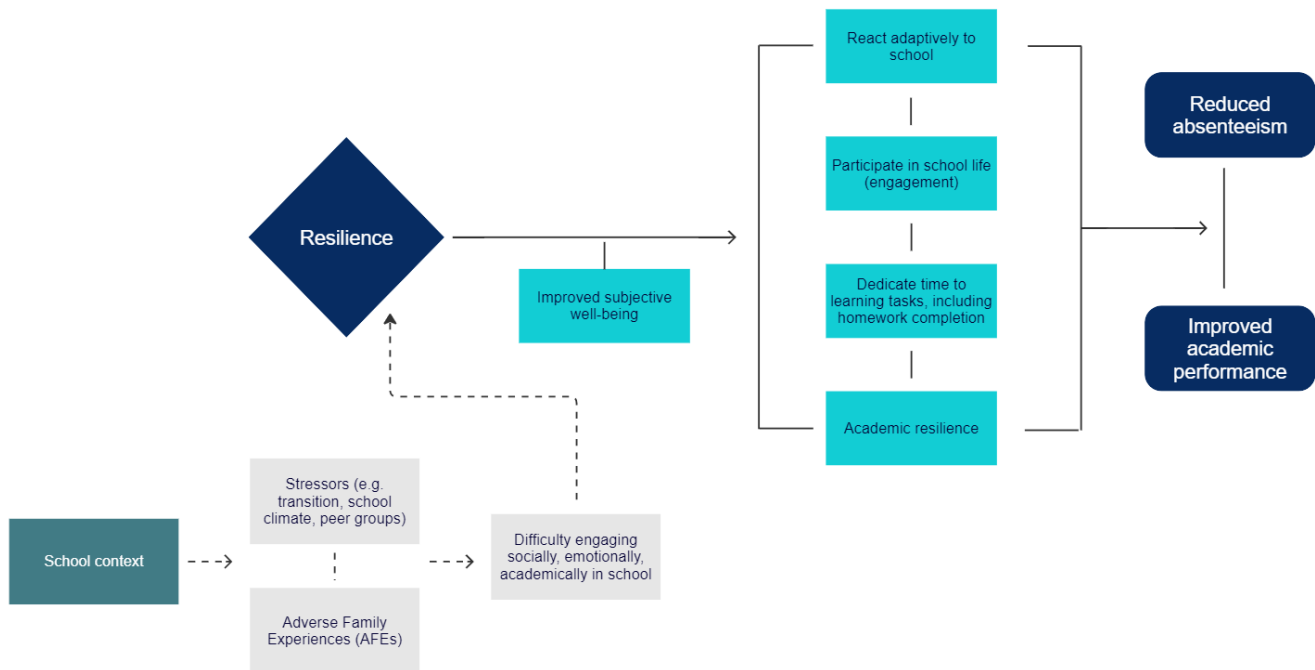 React adaptively to
school
Participate in school life
(engagement)
Dedicate time to
learning tasks, including
homework completion
Academic resilience
Reduced
absenteeism
Improved
academic
performance
Resilience
Improved subjective
well-being
Stressors (e.g.
transition, school
climate, peer groups)
School context
Difficulty engaging
socially, emotionally,
academically in school
Adverse Family
Experiences (AFEs)